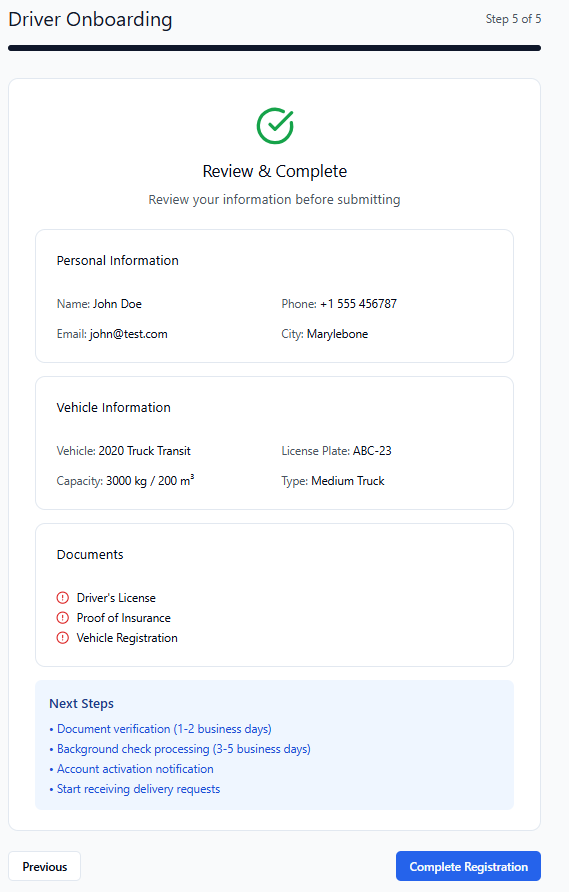 Driver Onboarding
Step 5 of 5
Review & Complete
Review your information before submitting
Personal Information
Name: John Doe
Phone: +1 555 456787
Email: john@test.com
City: Marylebone
Vehicle Information
Vehicle: 2020 Truck Transit
License Plate: ABC-23
Capacity: 3000 kg / 200 m³
Type: Medium Truck
Documents
Driver's License
Proof of Insurance
Vehicle Registration
Next Steps
• Document verification (1-2 business days)
• Background check processing (3-5 business days)
• Account activation notification
• Start receiving delivery requests
Previous
Complete Registration